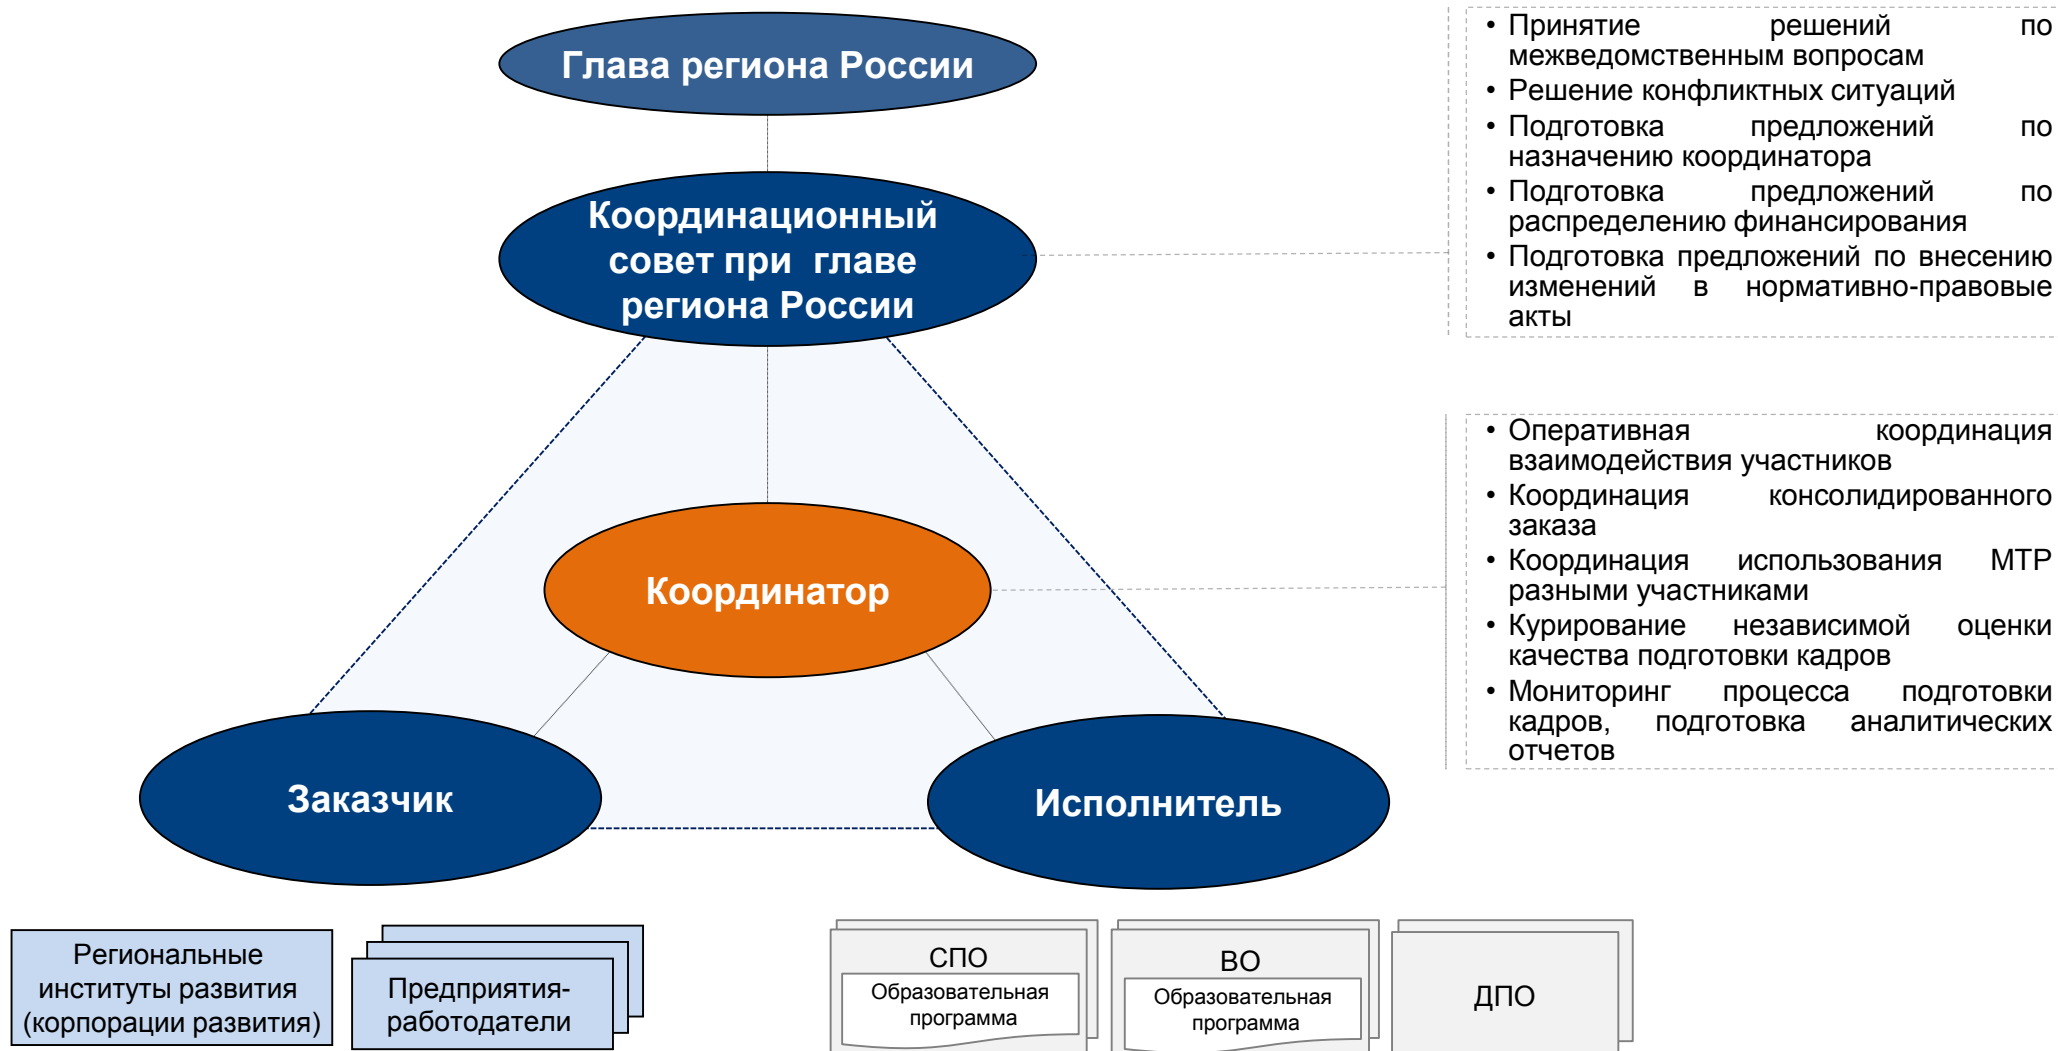 Глава региона России
Координационный
совет при главе
региона России
Координатор
Заказчик
Исполнитель
• Принятие решений по
межведомственным вопросам
• Решение конфликтных ситуаций
• Подготовка предложений по
назначению координатора
• Подготовка предложений по
распределению финансирования
• Подготовка предложений по внесению
изменений в нормативно-правовые
акты
• Оперативная координация
взаимодействия участников
• Координация консолидированного
заказа
• Координация использования МТР
разными участниками
• Курирование независимой оценки
качества подготовки кадров
• Мониторинг процесса подготовки
кадров, подготовка аналитических
отчетов
Региональные
институты развития
(корпорации развития)
Предприятия-
работодатели
СПО
Образовательная
программа
ВО
Образовательная
программа
ДПО